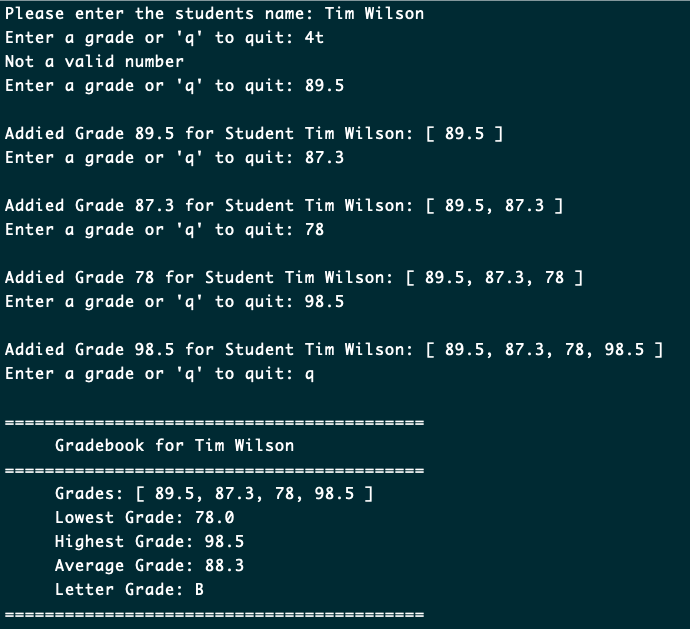 Please enter the students name: Tim Wilson
Enter a grade or 'q' to quit: 4t
Not a valid number
Enter a grade or 'q' to quit: 89.5
Addied Grade 89.5 for Student Tim Wilson: [ 89.5 ]
Enter a grade or 'q' to quit: 87.3
Addied Grade 87.3 for Student Tim Wilson: [ 89.5, 87.3 ]
Enter a grade or 'q' to quit: 78
Addied Grade 78 for Student Tim Wilson: [ 89.5, 87.3, 78 ]
Enter a grade or 'q' to quit: 98.5
Addied Grade 98.5 for Student Tim Wilson: [ 89.5, 87.3, 78, 98.5 ]
Enter a grade or 'q' to quit: q
==========================================
Gradebook for Tim Wilson
==========================================
Grades: [ 89.5, 87.3, 78, 98.5 ]
Lowest Grade: 78.0
Highest Grade: 98.5
Average Grade: 88.3
Letter Grade: B
==========================================